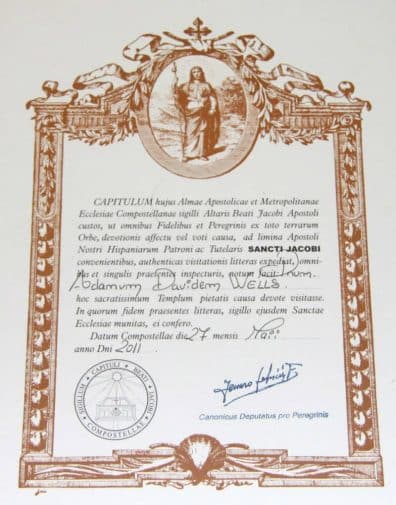 CAPITULUM hujus Almae Apostolicae et Metropolitanae
Ecclesiae Compostellanae sigilli Altaris Beati Jacobi Apostoli
custos, ut omnibus Fidelibus et Peregrinis ex toto terrarum
Orbe, devotionis affectu vel voti causa, ad limina Apostoli
Nostri Hispaniarum Patroni ac Tutelaris SANCTI JACOBI
convenientibus, authenticas visitationis litteras expediat, omni-
bus et singulis praesentes inspecturis, notum facit: Dnum.
Adamum Davidem WELLS
hoc sacratissimum Templum pietatis causa devote visitasse.
In quorum fidem praesentes litteras, sigillo ejusdem Sanctae
Ecclesiae munitas, ei confero.
Datum Compostellae die 27 mensis Maii
anno Dni 2011
SIGILLUM CAPITULI BEATI JACOBI
COMPOSTELLAE
Canonicus Deputatus pro Peregrinis